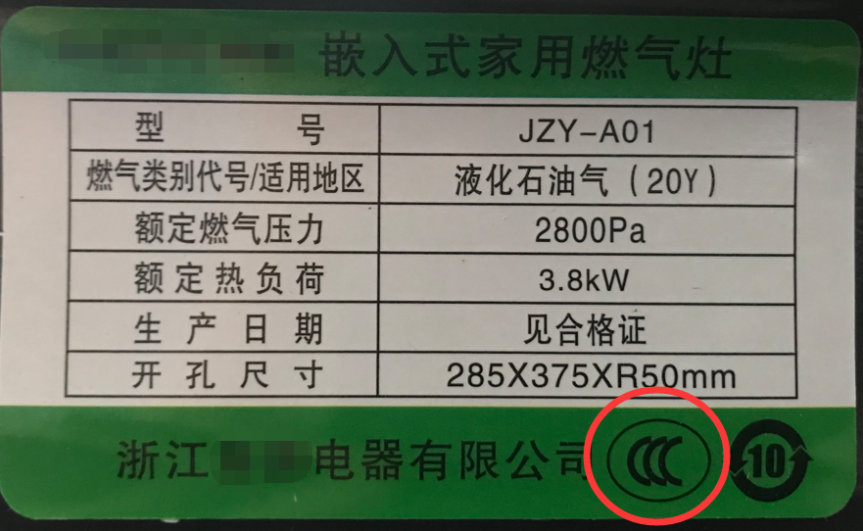 嵌入式家用燃气灶
型 号 JZY-A01
燃气类别代号/适用地区 液化石油气（20Y）
额定燃气压力 2800Pa
额定热负荷 3.8kW
生产日期 见合格证
开孔尺寸 285X375XR50mm
浙江 电器有限公司 CCC 10